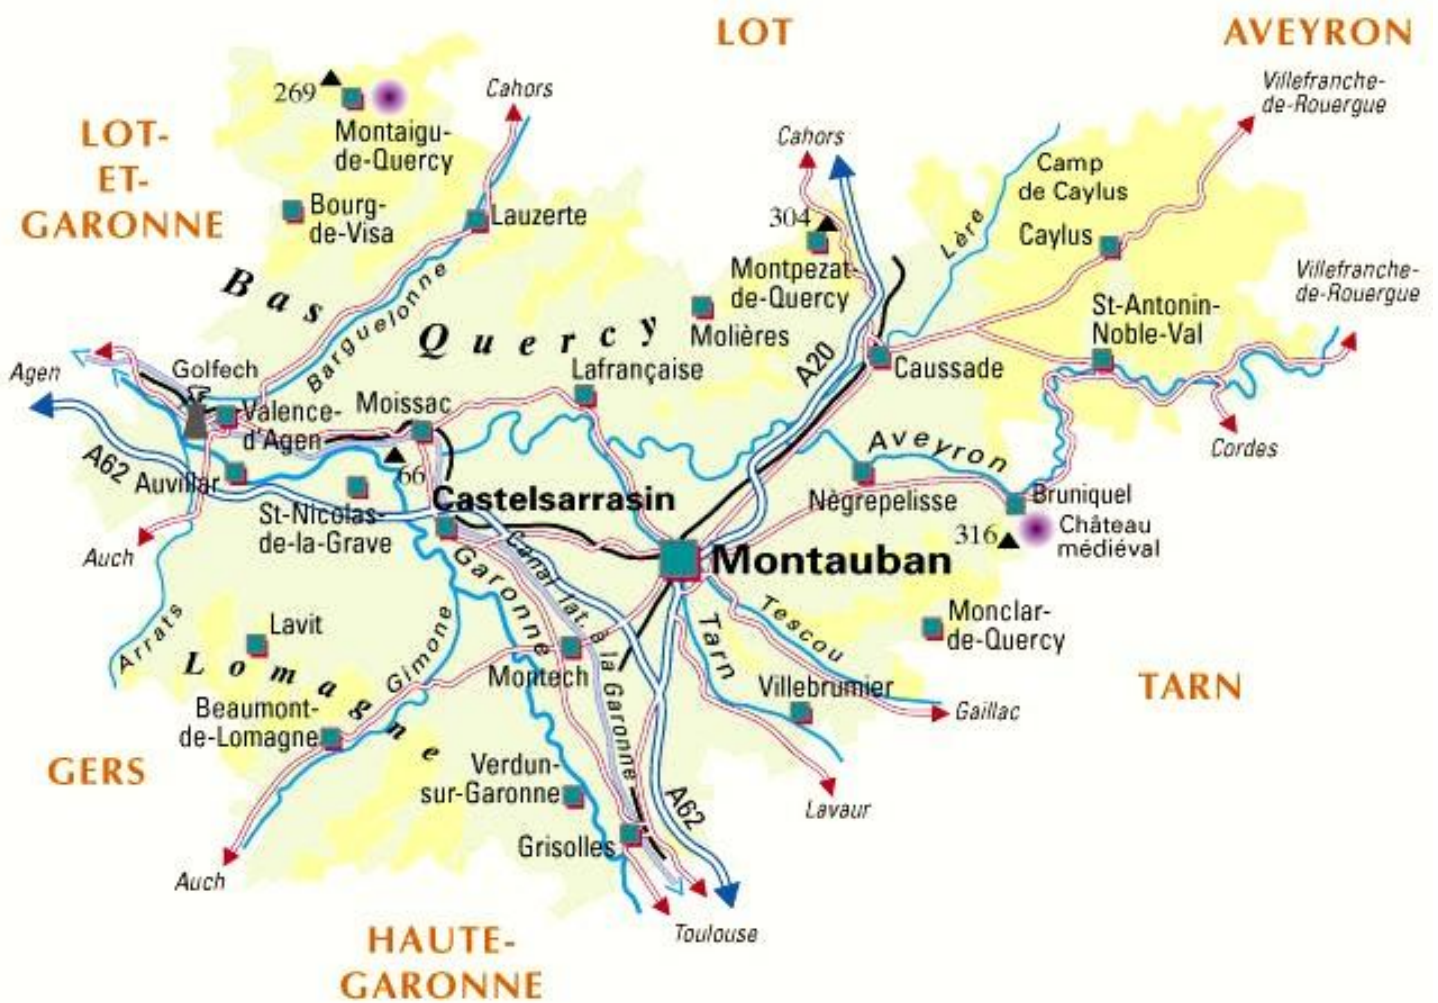 LOT
AVEYRON
Villefranche-
de-Rouergue
269
Cahors
Montaigu-
de-Quercy
LOT-
ET-
GARONNE
Cahors
Camp
de Caylus
Bourg-
de-Visa
Lauzerte
304
Lère
Caylus
Montpezat-
de-Quercy
Villefranche-
de-Rouergue
Bas
Quercy
Barguelonne
Molières
St-Antonin-
Noble-Val
Agen
Golfech
Lafrançaise
A20
Caussade
Valence-
d'Agen
Moissac
Aveyron
Cordes
A62
Auvillar
66
Castelsarrasin
Nègrepelisse
Bruniquel
St-Nicolas-
de-la-Grave
316
Château
médiéval
Auch
Garonne
Canal lat. à la Garonne
Montauban
Arrats
Lavit
Gimone
Tarn
Tescou
Monclar-
de-Quercy
Lomagne
Montech
Villebrumier
TARN
Beaumont-
de-Lomagne
Gaillac
GERS
Verdun-
sur-Garonne
A62
Lavaur
Grisolles
Auch
Toulouse
HAUTE-
GARONNE